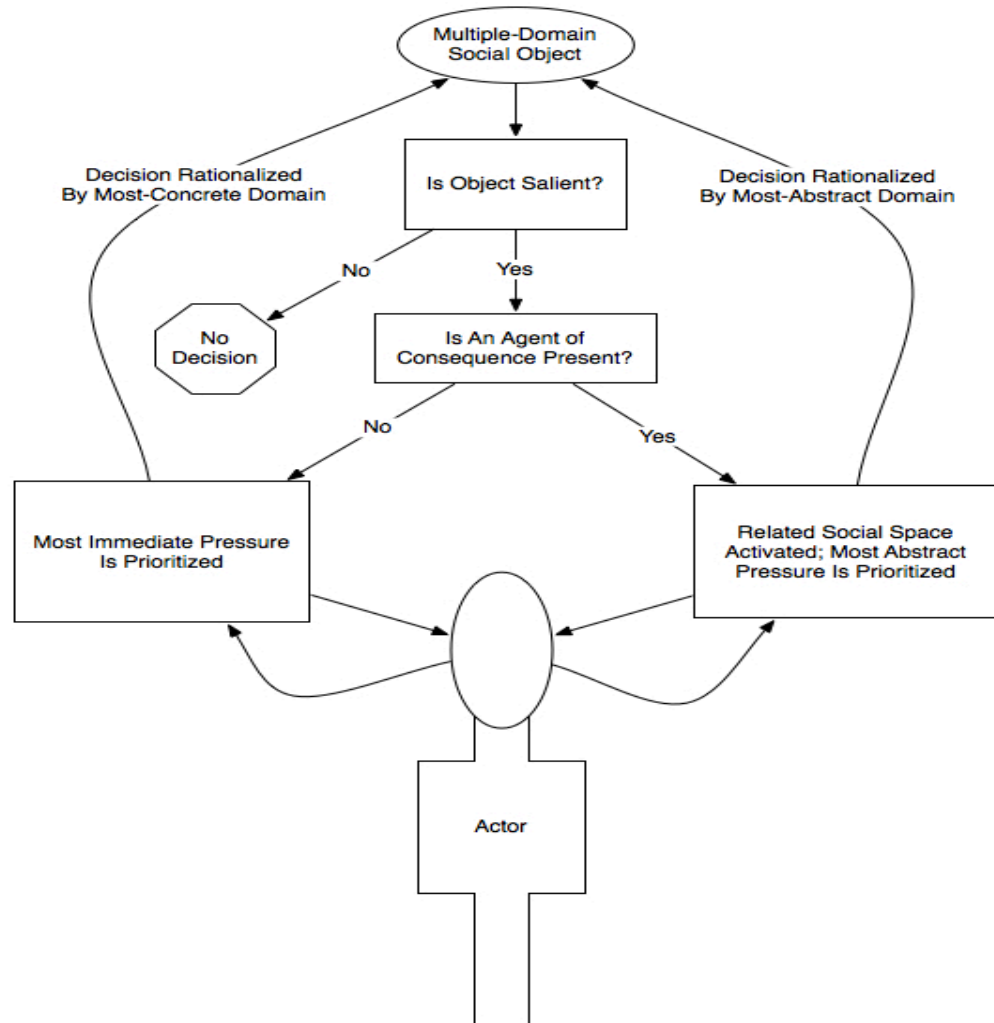 Multiple-Domain
Social Object
Decision Rationalized
By Most-Concrete Domain
Is Object Salient?
Decision Rationalized
By Most-Abstract Domain
No
Yes
No
Decision
Is An Agent of
Consequence Present?
No
Yes
Most Immediate Pressure
Is Prioritized
Related Social Space
Activated; Most Abstract
Pressure Is Prioritized
Actor